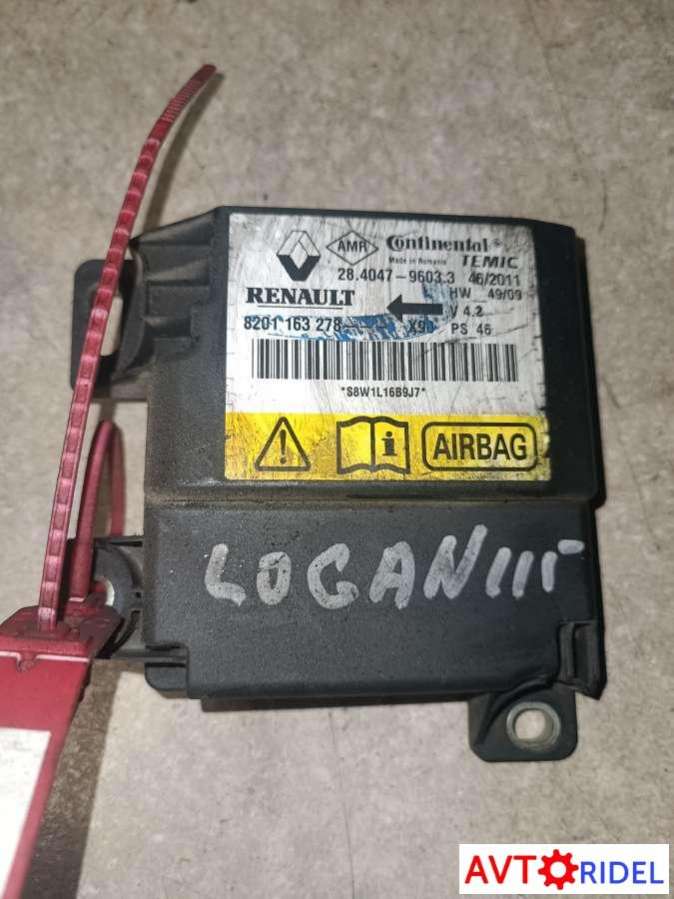 AMR Continental
Made in Romania TEMIC
28.4047-9603.3 46/2011
HW 49/09
RENAULT V 4.2
8201 163 278 X90 PS 46
*S8W1L16B9J7*
AIRBAG
LOGAN III
AVTORIDEL